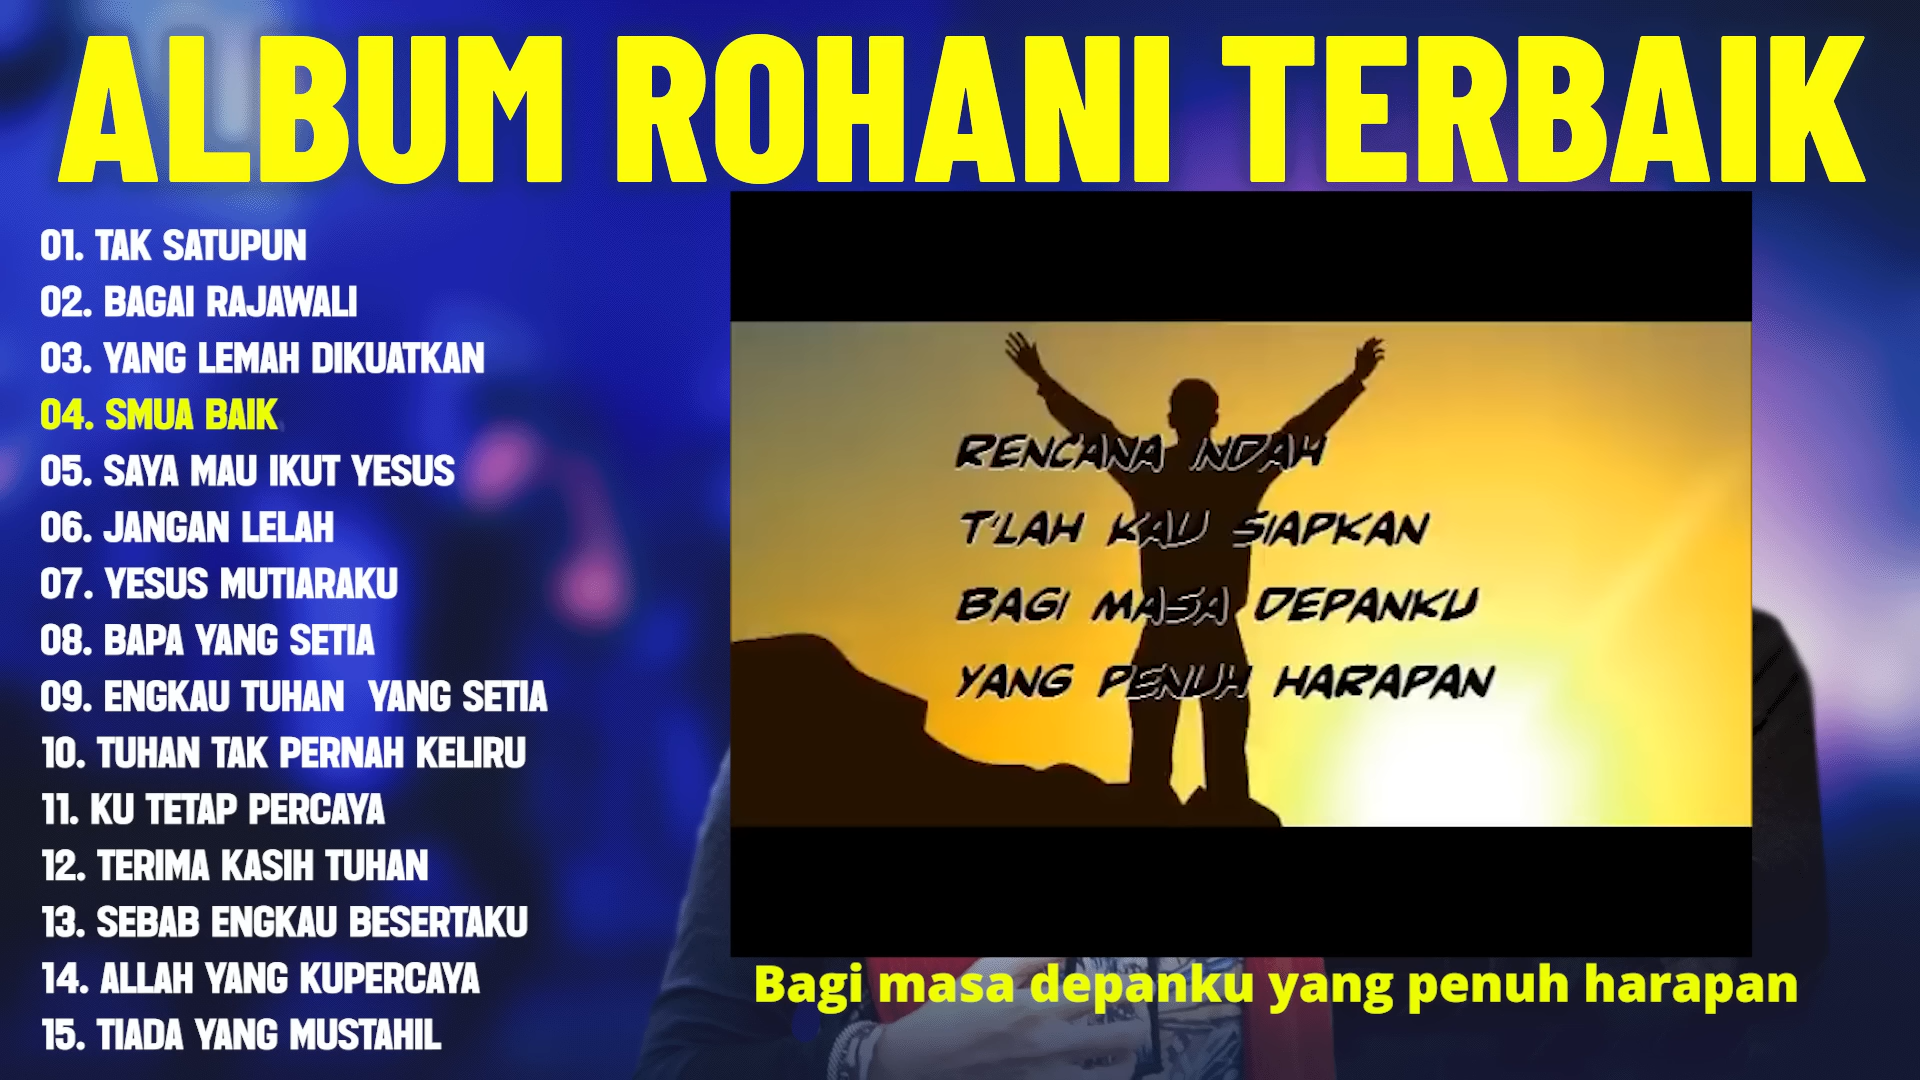 ALBUM ROHANI TERBAIK
01. TAK SATUPUN
02. BAGAI RAJAWALI
03. YANG LEMAH DIKUATKAN
04. SMUA BAIK
05. SAYA MAU IKUT YESUS
06. JANGAN LELAH
07. YESUS MUTIARAKU
08. BAPA YANG SETIA
09. ENGKAU TUHAN  YANG SETIA
10. TUHAN TAK PERNAH KELIRU
11. KU TETAP PERCAYA
12. TERIMA KASIH TUHAN
13. SEBAB ENGKAU BESERTAKU
14. ALLAH YANG KUPERCAYA
15. TIADA YANG MUSTAHIL
RENCANA INDAH
T'LAH KAU SIAPKAN
BAGI MASA DEPANKU
YANG PENUH HARAPAN
Bagi masa depanku yang penuh harapan